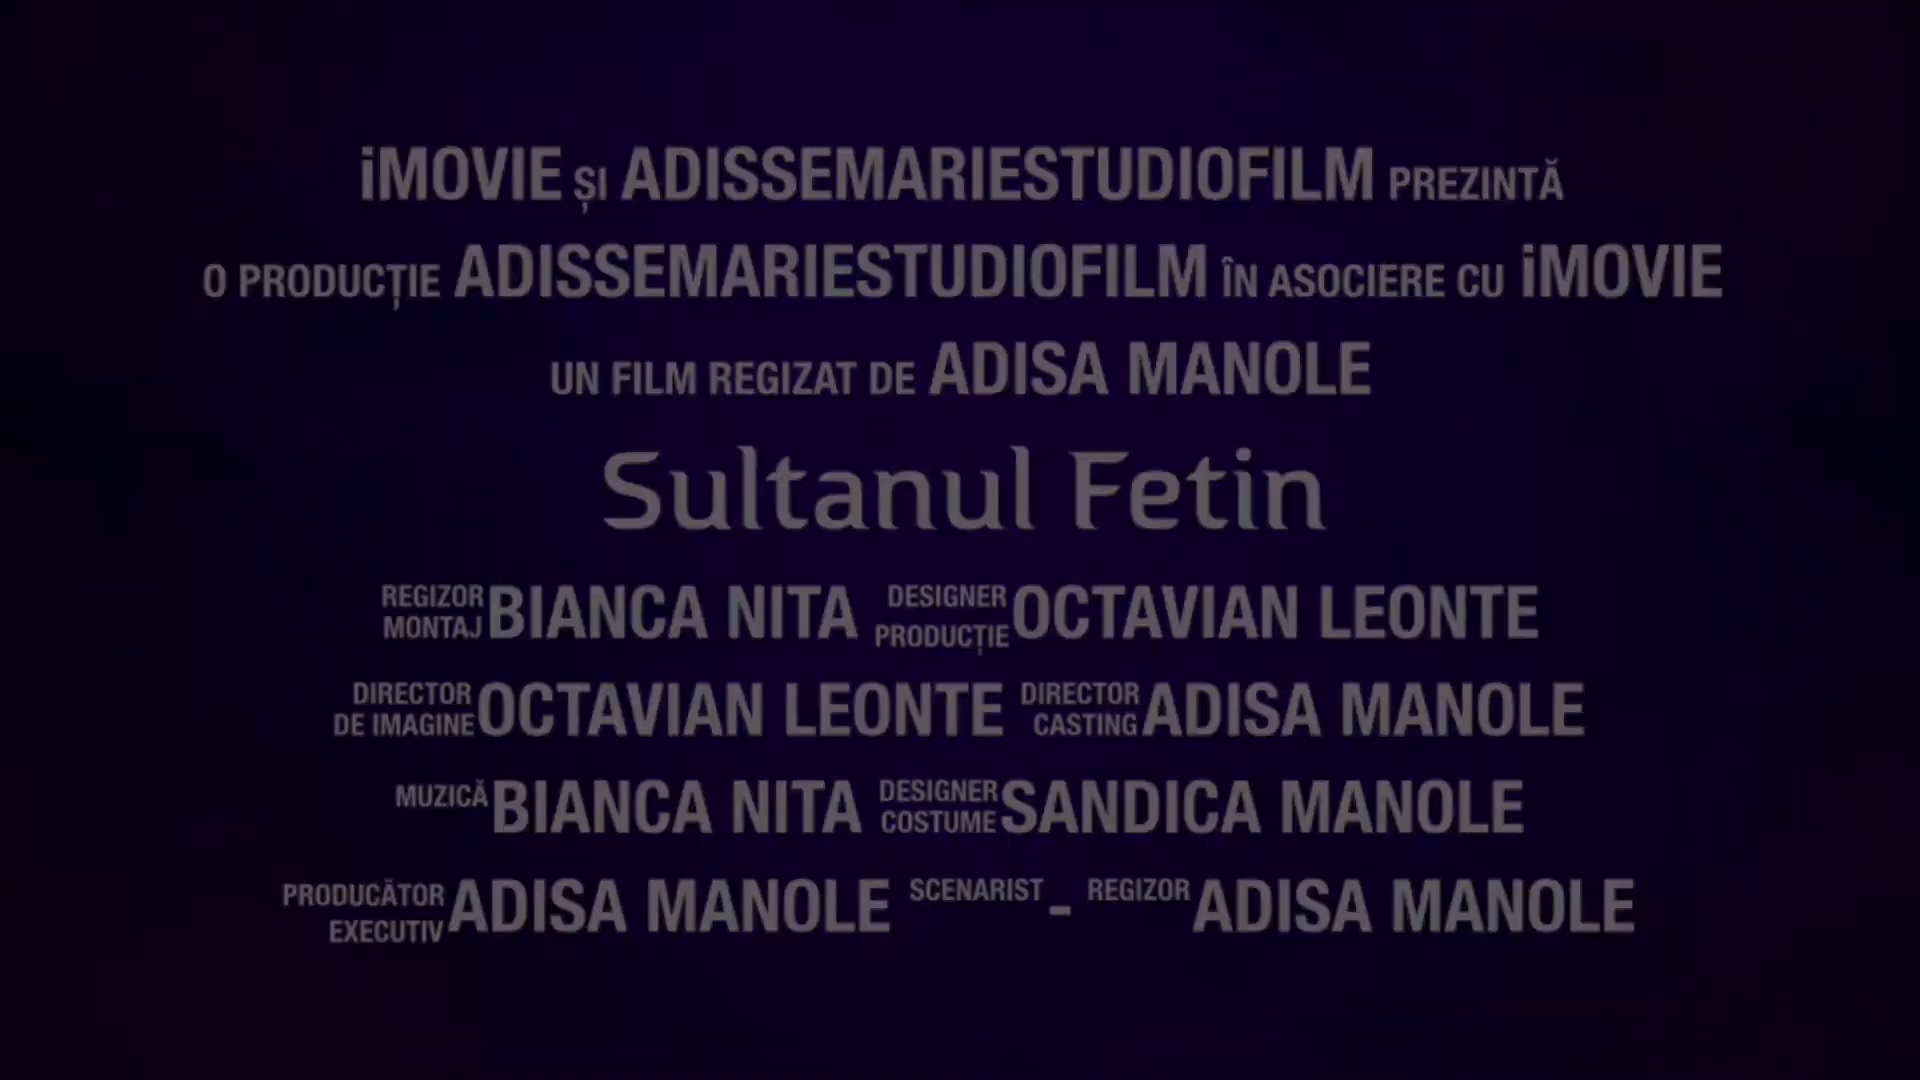 iMOVIE ȘI ADISSEMARIESTUDIOFILM PREZINTĂ
O PRODUCȚIE ADISSEMARIESTUDIOFILM ÎN ASOCIERE CU iMOVIE
UN FILM REGIZAT DE ADISA MANOLE
Sultanul Fetin
REGIZOR MONTAJ BIANCA NITA DESIGNER PRODUCȚIE OCTAVIAN LEONTE
DIRECTOR DE IMAGINE OCTAVIAN LEONTE DIRECTOR CASTING ADISA MANOLE
MUZICĂ BIANCA NITA DESIGNER COSTUME SANDICA MANOLE
PRODUCĂTOR EXECUTIV ADISA MANOLE SCENARIST - REGIZOR ADISA MANOLE